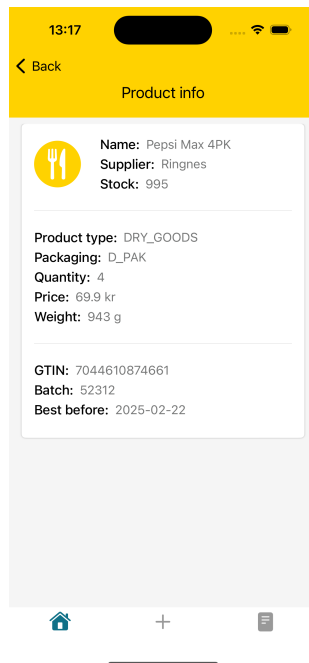 13:17
Back
Product info
Name: Pepsi Max 4PK
Supplier: Ringnes
Stock: 995
Product type: DRY_GOODS
Packaging: D_PAK
Quantity: 4
Price: 69.9 kr
Weight: 943 g
GTIN: 7044610874661
Batch: 52312
Best before: 2025-02-22